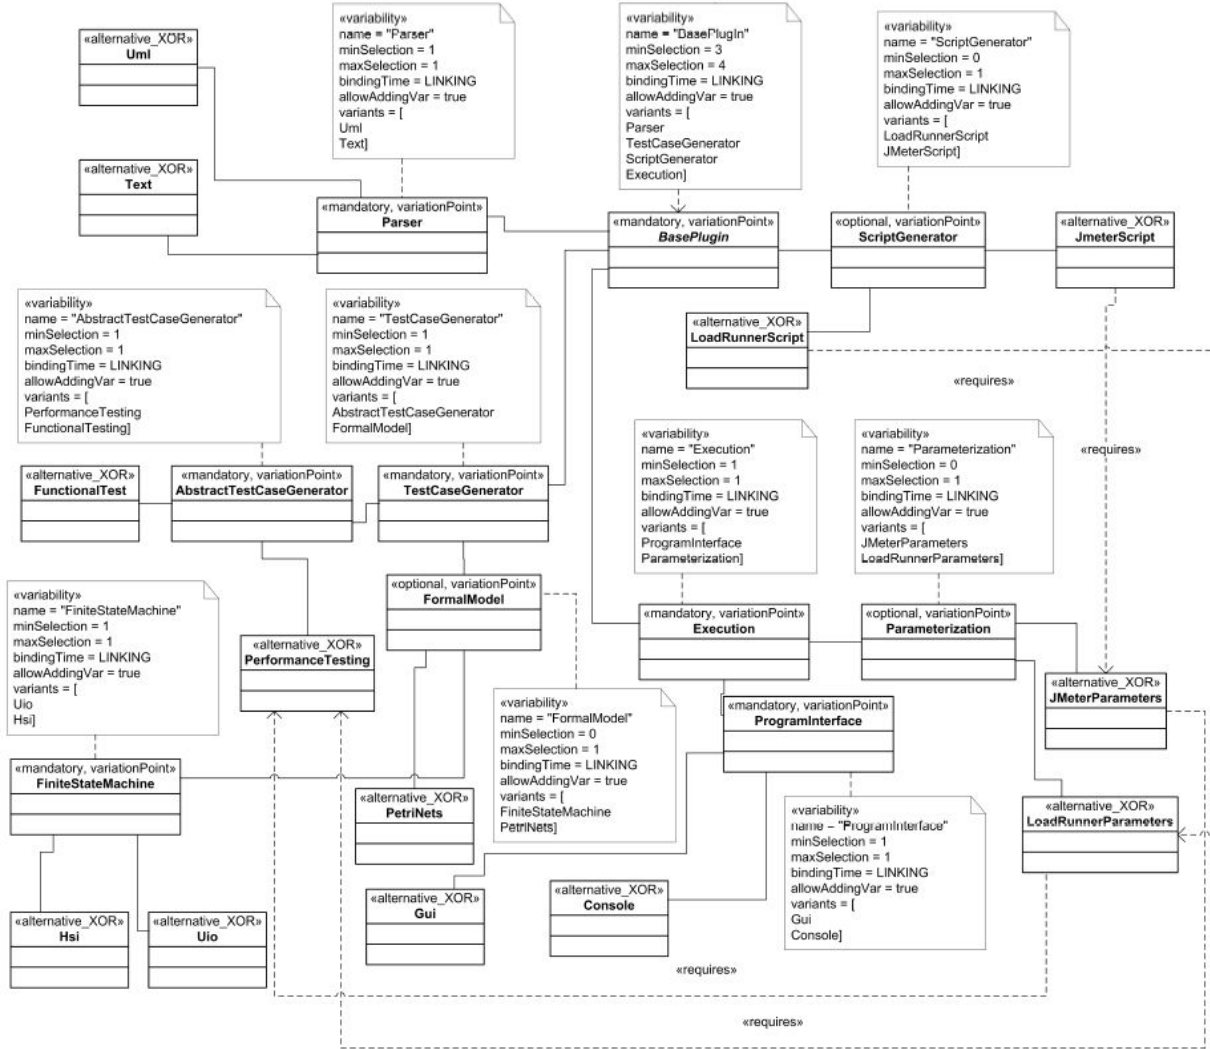 «alternative_XOR»
Uml
«variability»
name = "Parser"
minSelection = 1
maxSelection = 1
bindingTime = LINKING
allowAddingVar = true
variants = [
Uml
Text]
«variability»
name = "BasePlugIn"
minSelection = 3
maxSelection = 4
bindingTime = LINKING
allowAddingVar = true
variants = [
Parser
TestCaseGenerator
ScriptGenerator
Execution]
«variability»
name = "ScriptGenerator"
minSelection = 0
maxSelection = 1
bindingTime = LINKING
allowAddingVar = true
variants = [
LoadRunnerScript
JMeterScript]
«alternative_XOR»
Text
«mandatory, variationPoint»
Parser
«mandatory, variationPoint»
BasePlugin
«optional, variationPoint»
ScriptGenerator
«alternative_XOR»
JmeterScript
«variability»
name = "AbstractTestCaseGenerator"
minSelection = 1
maxSelection = 1
bindingTime = LINKING
allowAddingVar = true
variants = [
PerformanceTesting
FunctionalTesting]
«variability»
name = "TestCaseGenerator"
minSelection = 1
maxSelection = 1
bindingTime = LINKING
allowAddingVar = true
variants = [
AbstractTestCaseGenerator
FormalModel]
«alternative_XOR»
LoadRunnerScript
«requires»
«variability»
name = "Execution"
minSelection = 1
maxSelection = 1
bindingTime = LINKING
allowAddingVar = true
variants = [
ProgramInterface
Parameterization]
«variability»
name = "Parameterization"
minSelection = 0
maxSelection = 1
bindingTime = LINKING
allowAddingVar = true
variants = [
JMeterParameters
LoadRunnerParameters]
«requires»
«alternative_XOR»
FunctionalTest
«mandatory, variationPoint»
AbstractTestCaseGenerator
«mandatory, variationPoint»
TestCaseGenerator
«variability»
name = "FiniteStateMachine"
minSelection = 1
maxSelection = 1
bindingTime = LINKING
allowAddingVar = true
variants = [
Uio
Hsi]
«optional, variationPoint»
FormalModel
«mandatory, variationPoint»
Execution
«optional, variationPoint»
Parameterization
«alternative_XOR»
PerformanceTesting
«alternative_XOR»
JMeterParameters
«variability»
name = "FormalModel"
minSelection = 0
maxSelection = 1
bindingTime = LINKING
allowAddingVar = true
variants = [
FiniteStateMachine
PetriNets]
«mandatory, variationPoint»
ProgramInterface
«mandatory, variationPoint»
FiniteStateMachine
«alternative_XOR»
PetriNets
«variability»
name = "ProgramInterface"
minSelection = 1
maxSelection = 1
bindingTime = LINKING
allowAddingVar = true
variants = [
Gui
Console]
«alternative_XOR»
LoadRunnerParameters
«alternative_XOR»
Gui
«alternative_XOR»
Console
«alternative_XOR»
Hsi
«alternative_XOR»
Uio
«requires»
«requires»